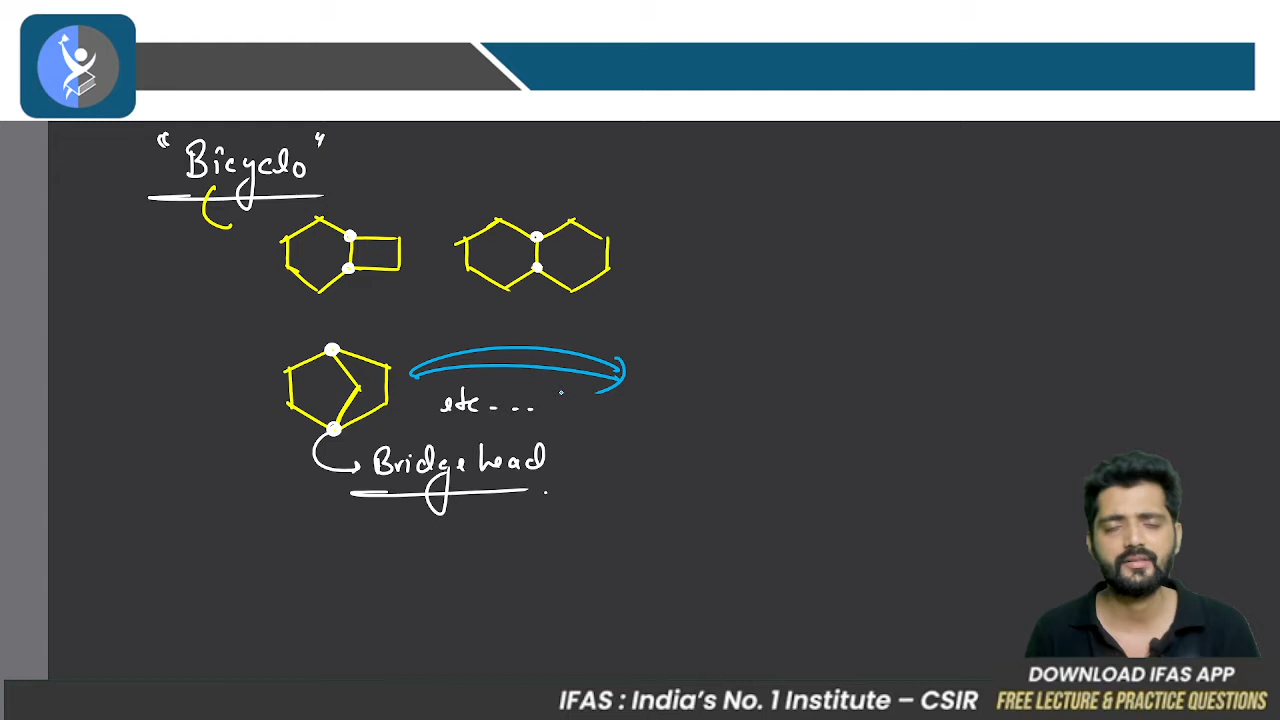 "Bicyclo"
etc....
Bridge head
DOWNLOAD IFAS APP
IFAS : India's No. 1 Institute – CSIR
FREE LECTURE & PRACTICE QUESTIONS